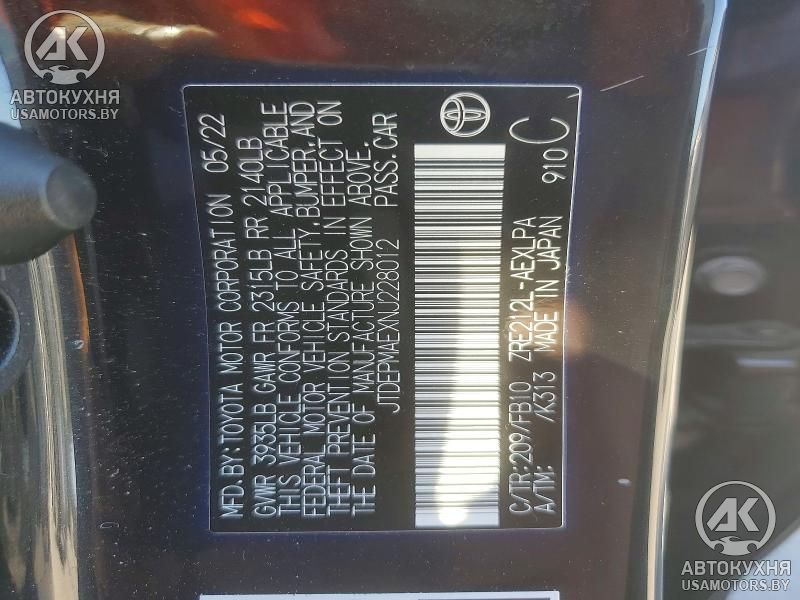 AK
АВТОКУХНЯ
USAMOTORS.BY
MFD.BY: TOYOTA MOTOR CORPORATION 05/22
GVWR 3935LB GAWR FR 2315LB RR 2140LB
THIS VEHICLE CONFORMS TO ALL APPLICABLE
FEDERAL MOTOR VEHICLE SAFETY, BUMPER, AND
THEFT PREVENTION STANDARDS IN EFFECT ON
THE DATE OF MANUFACTURE SHOWN ABOVE.
JTDEPMAEXNJ228012 PASS. CAR
C/TR:209/FB10 ZRE212L-AEXLPA
A/TM: /K313 MADE IN JAPAN 910 C
AK
АВТОКУХНЯ
USAMOTORS.BY